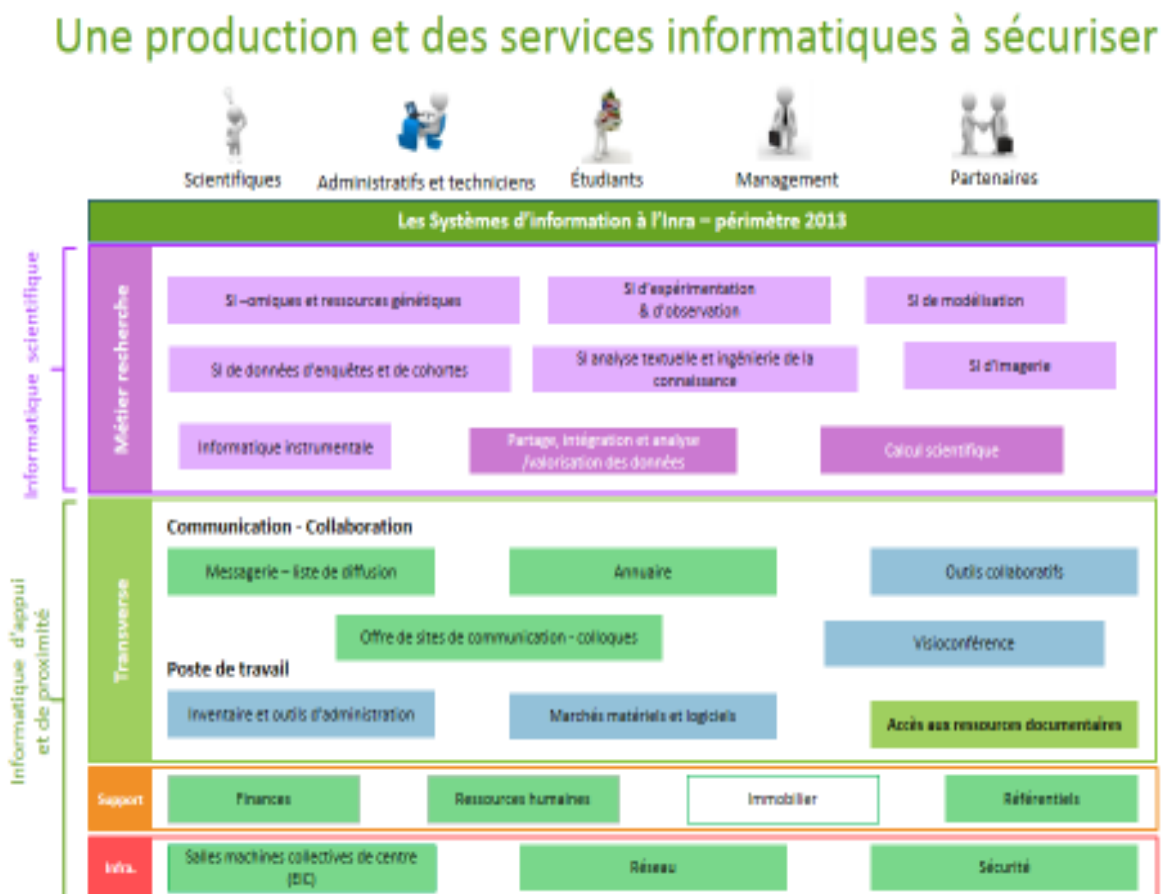 Une production et des services informatiques à sécuriser
Scientifiques
Administratifs et techniciens
Étudiants
Management
Partenaires
Les Systèmes d'information à l'Inra – périmètre 2013
Informatique scientifique
Métier recherche
SI –omiques et ressources génétiques
SI d'expérimentation
& d'observation
SI de modélisation
SI de données d'enquêtes et de cohortes
SI analyse textuelle et ingénierie de la
connaissance
SI d'imagerie
Informatique instrumentale
Partage, intégration et analyse
/valorisation des données
Calcul scientifique
Informatique d'appui
et de proximité
Transverse
Communication - Collaboration
Messagerie – liste de diffusion
Annuaire
Outils collaboratifs
Offre de sites de communication - colloques
Visioconférence
Poste de travail
Inventaire et outils d'administration
Marchés matériels et logiciels
Accès aux ressources documentaires
Support
Finances
Ressources humaines
Immobilier
Référentiels
Infra.
Salles machines collectives de centre
(EIC)
Réseau
Sécurité